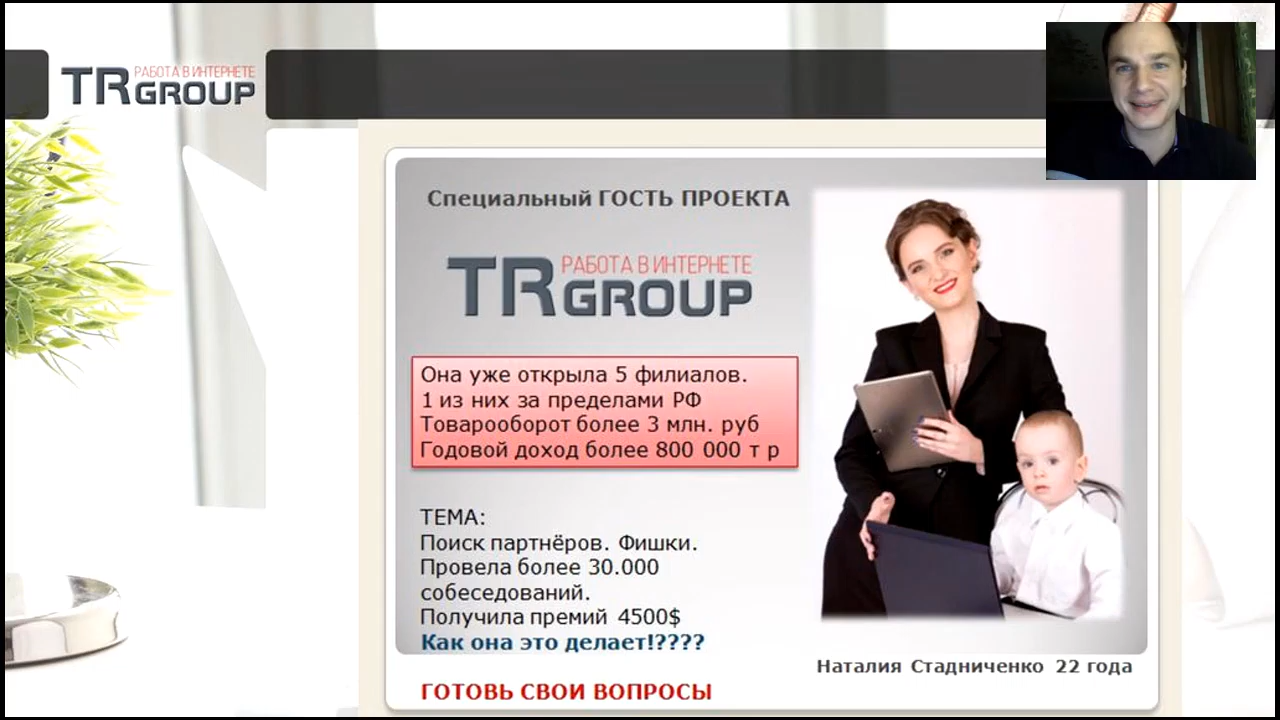 РАБОТА В ИНТЕРНЕТЕ
TR GROUP
Специальный ГОСТЬ ПРОЕКТА
РАБОТА В ИНТЕРНЕТЕ
TR GROUP
Она уже открыла 5 филиалов.
1 из них за пределами РФ
Товарооборот более 3 млн. руб
Годовой доход более 800 000 т р
ТЕМА:
Поиск партнёров. Фишки.
Провела более 30.000
собеседований.
Получила премий 4500$
Как она это делает!????
Наталия Стадниченко 22 года
ГОТОВЬ СВОИ ВОПРОСЫ